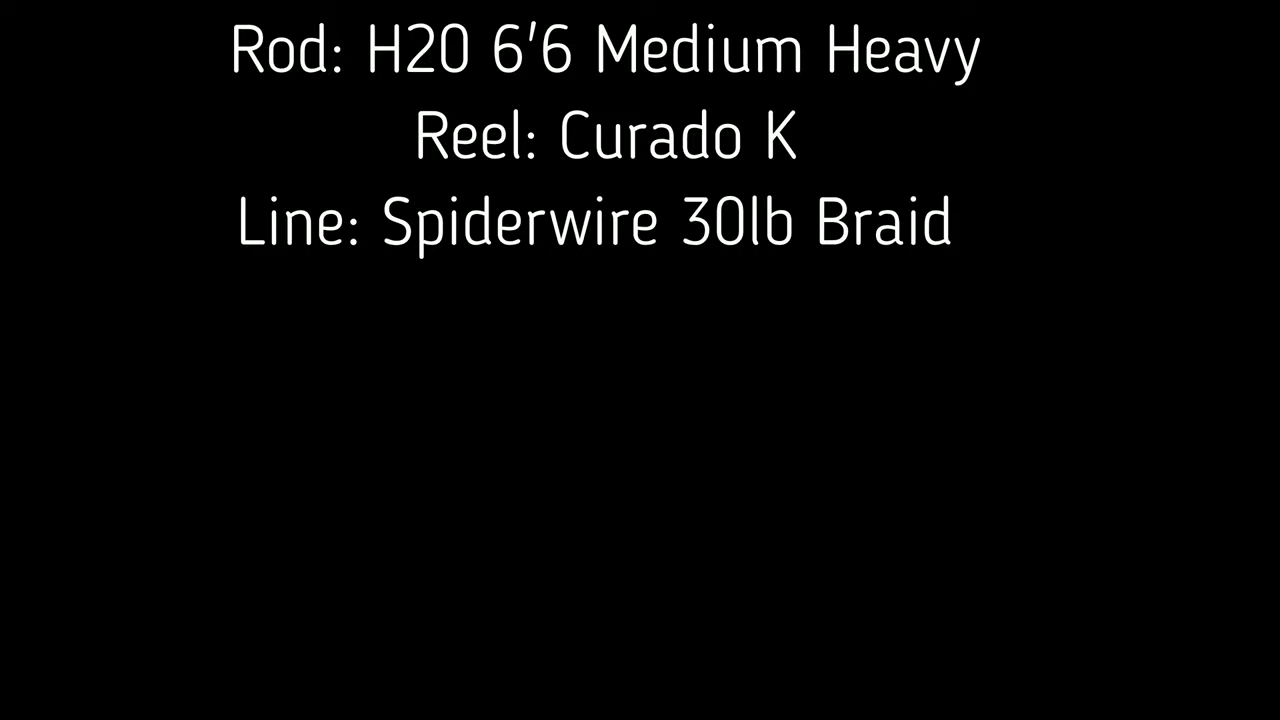 Rod: H20 6'6 Medium Heavy
Reel: Curado K
Line: Spiderwire 30lb Braid